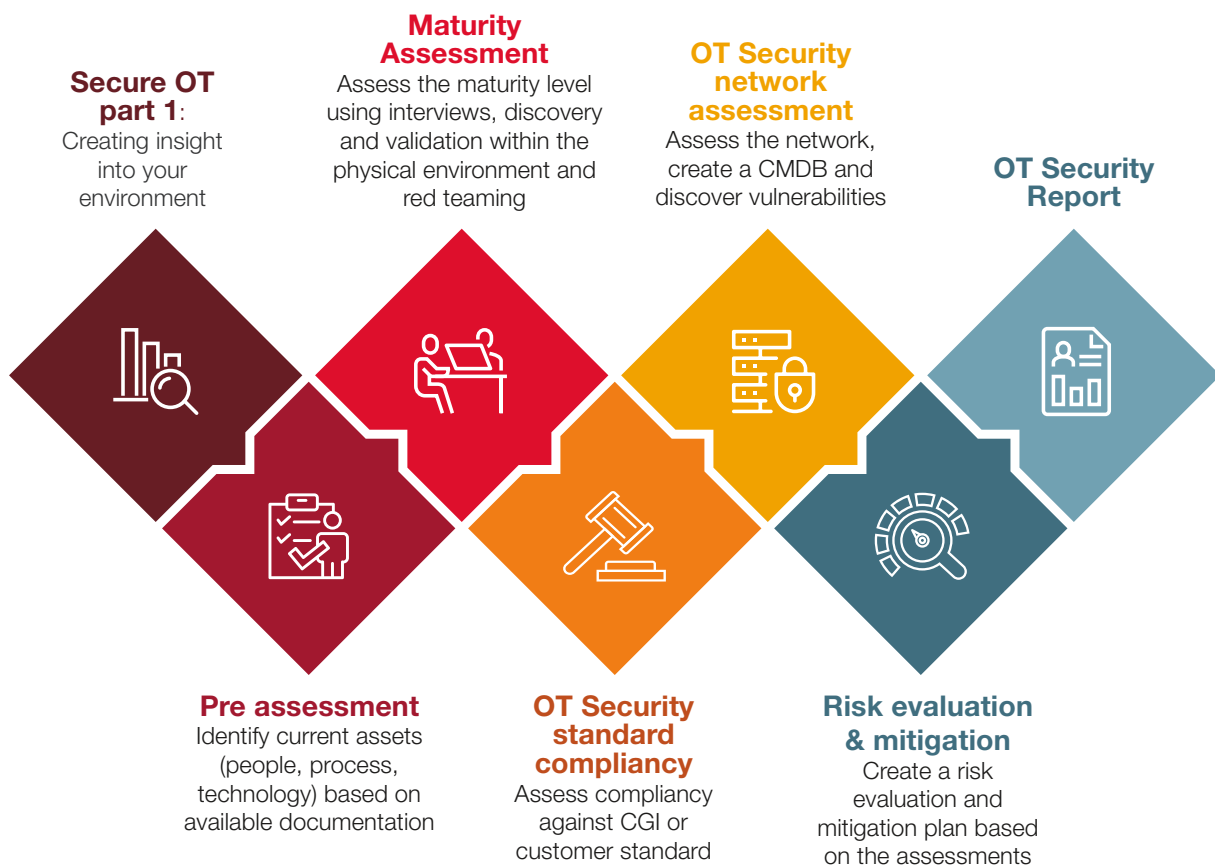 Secure OT
part 1:
Creating insight
into your
environment
Pre assessment
Identify current assets
(people, process,
technology) based on
available documentation
Maturity
Assessment
Assess the maturity level
using interviews, discovery
and validation within the
physical environment and
red teaming
OT Security
standard
compliancy
Assess compliancy
against CGI or
customer standard
OT Security
network
assessment
Assess the network,
create a CMDB and
discover vulnerabilities
Risk evaluation
& mitigation
Create a risk
evaluation and
mitigation plan based
on the assessments
OT Security
Report